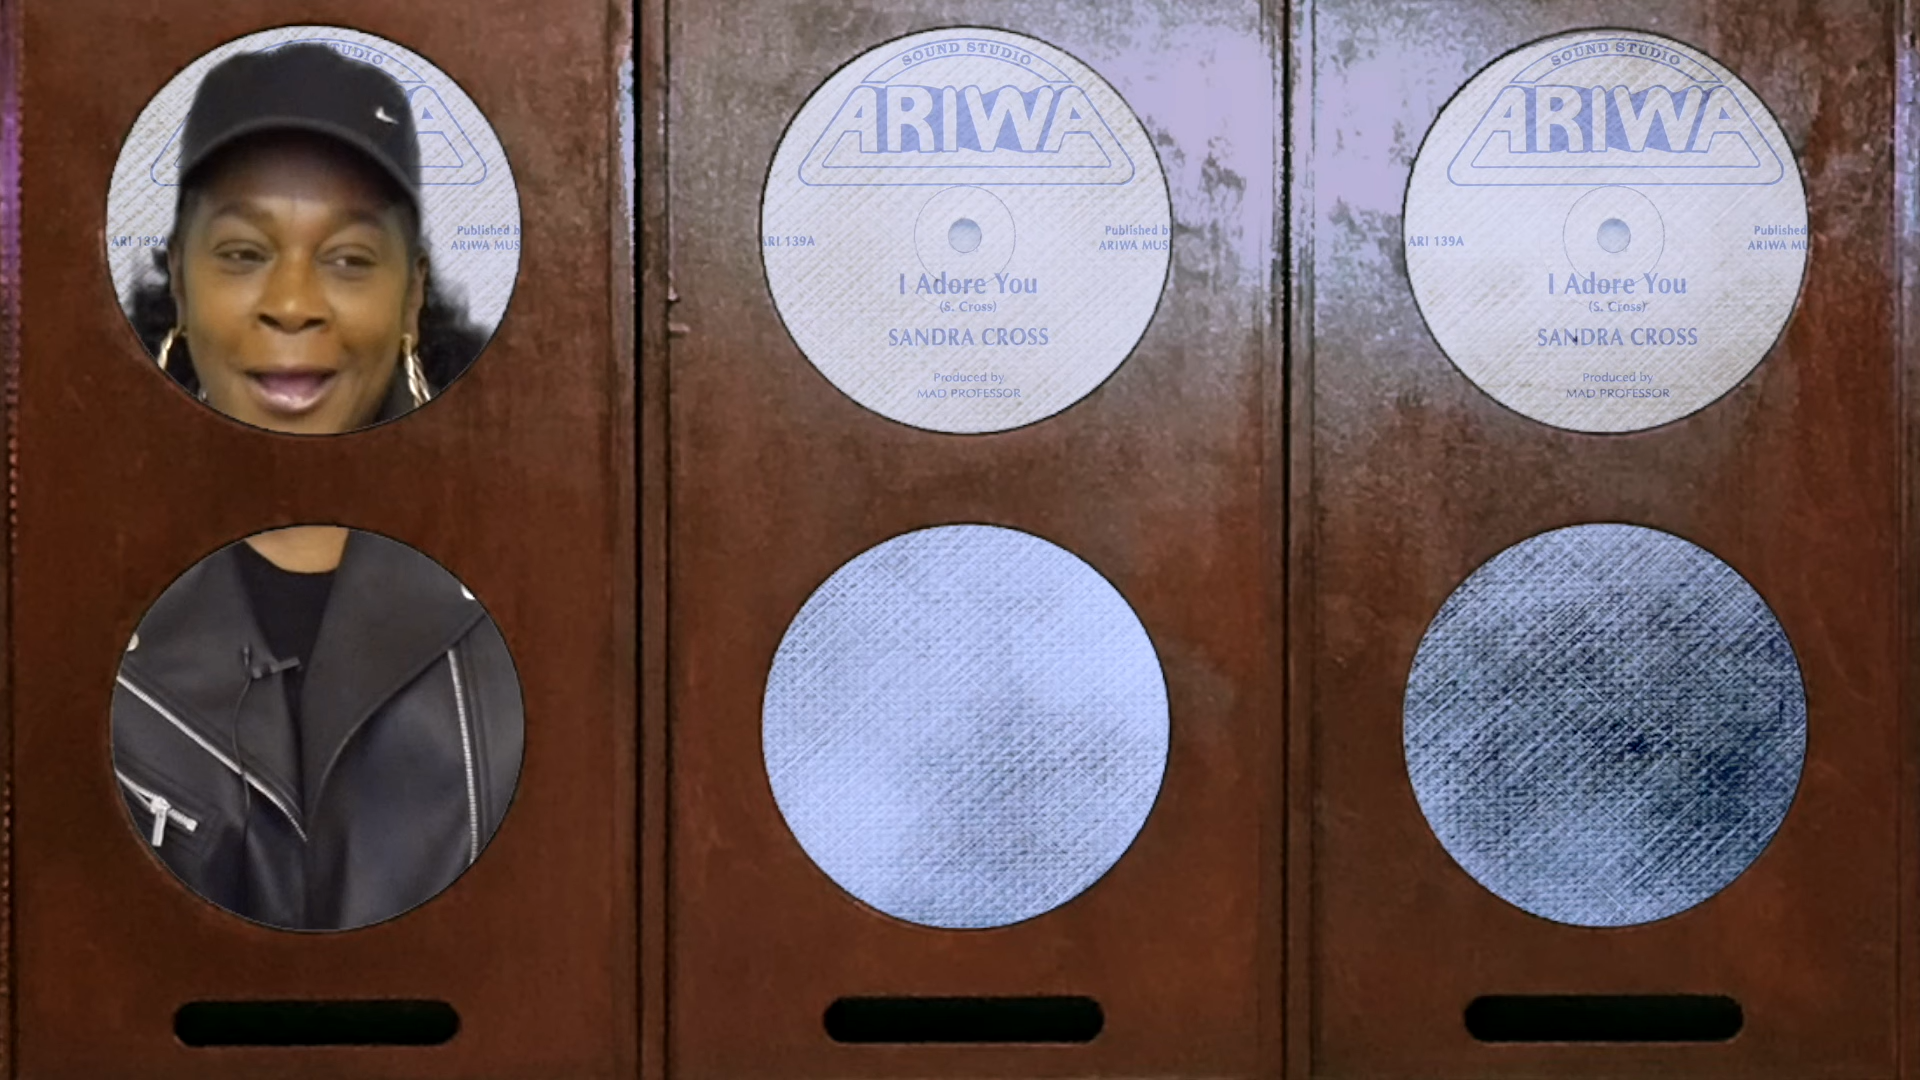 TUDIO
A
ARI 139A
Published b
ARIWA MUS
SOUND STUDIO
ARIWA
ARI 139A
Published by
ARIWA MUS
I Adore You
(S. Cross)
SANDRA CROSS
Produced by
MAD PROFESSOR
SOUND STUDIO
ARIWA
ARI 139A
Published
ARIWA MU
I Adore You
(S. Cross)
SANDRA CROSS
Produced by
MAD PROFESSOR